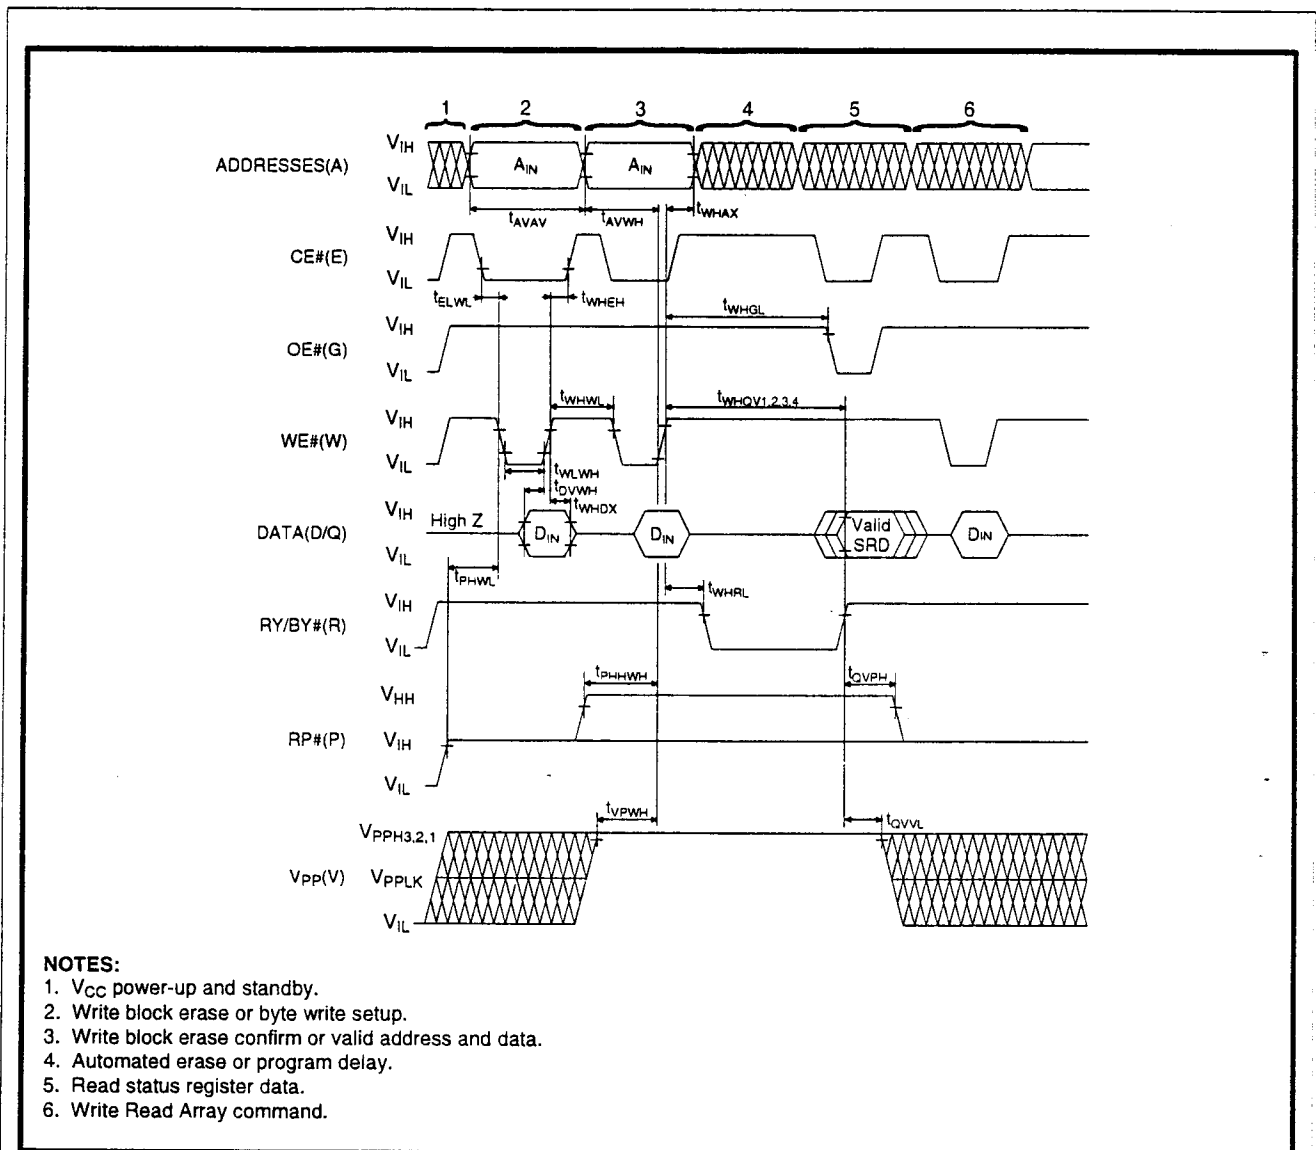 1 2 3 4 5 6
ADDRESSES(A) VIH AIN AIN
VIL
tAVAV tAVWH tWHAX
CE#(E) VIH
VIL
tELWL tWHEH tWHGL
OE#(G) VIH
VIL
tWHWL tWHQV1,2,3,4
WE#(W) VIH
VIL
tWLWH
tDVWH
tWHDX
DATA(D/Q) VIH High Z DIN DIN Valid SRD DIN
VIL
tPHWL tWHRL
RY/BY#(R) VIH
VIL
tPHHWH tQVPH
RP#(P) VHH
VIH
VIL
tVPWH tQVVL
VPP(V) VPPH3,2,1
VPPLK
VIL
NOTES:
1. VCC power-up and standby.
2. Write block erase or byte write setup.
3. Write block erase confirm or valid address and data.
4. Automated erase or program delay.
5. Read status register data.
6. Write Read Array command.